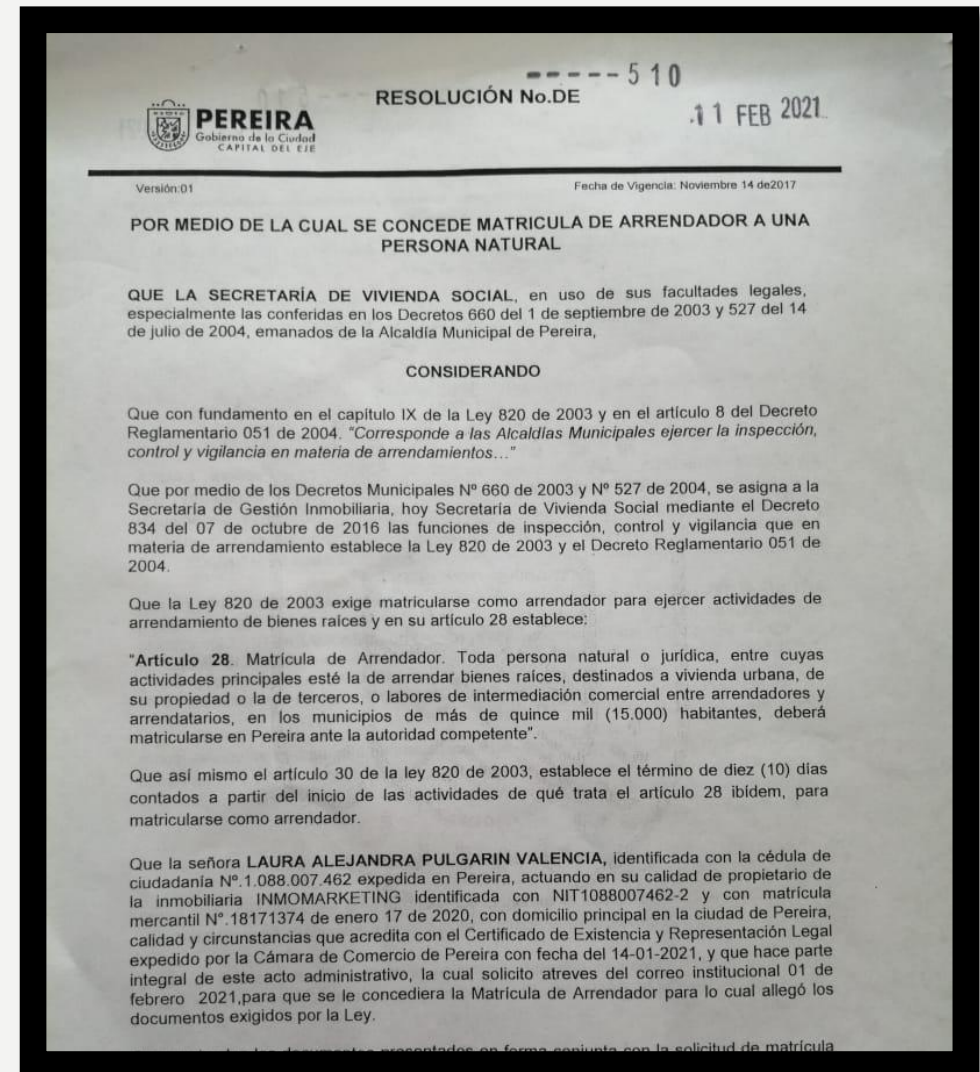 -----510
RESOLUCIÓN No.DE
11 FEB 2021
PEREIRA
Gobierno de la Ciudad
CAPITAL DEL EJE
Versión:01
Fecha de Vigencia: Noviembre 14 de2017
POR MEDIO DE LA CUAL SE CONCEDE MATRICULA DE ARRENDADOR A UNA
PERSONA NATURAL
QUE LA SECRETARÍA DE VIVIENDA SOCIAL, en uso de sus facultades legales,
especialmente las conferidas en los Decretos 660 del 1 de septiembre de 2003 y 527 del 14
de julio de 2004, emanados de la Alcaldía Municipal de Pereira,
CONSIDERANDO
Que con fundamento en el capítulo IX de la Ley 820 de 2003 y en el artículo 8 del Decreto
Reglamentario 051 de 2004. "Corresponde a las Alcaldías Municipales ejercer la inspección,
control y vigilancia en materia de arrendamientos..."
Que por medio de los Decretos Municipales Nº 660 de 2003 y Nº 527 de 2004, se asigna a la
Secretaría de Gestión Inmobiliaria, hoy Secretaria de Vivienda Social mediante el Decreto
834 del 07 de octubre de 2016 las funciones de inspección, control y vigilancia que en
materia de arrendamiento establece la Ley 820 de 2003 y el Decreto Reglamentario 051 de
2004.
Que la Ley 820 de 2003 exige matricularse como arrendador para ejercer actividades de
arrendamiento de bienes raíces y en su artículo 28 establece:
"Artículo 28. Matrícula de Arrendador. Toda persona natural o jurídica, entre cuyas
actividades principales esté la de arrendar bienes raíces, destinados a vivienda urbana, de
su propiedad o la de terceros, o labores de intermediación comercial entre arrendadores y
arrendatarios, en los municipios de más de quince mil (15.000) habitantes, deberá
matricularse en Pereira ante la autoridad competente".
Que así mismo el artículo 30 de la ley 820 de 2003, establece el término de diez (10) días
contados a partir del inicio de las actividades de qué trata el artículo 28 ibídem, para
matricularse como arrendador.
Que la señora LAURA ALEJANDRA PULGARIN VALENCIA, identificada con la cédula de
ciudadanía Nº.1.088.007.462 expedida en Pereira, actuando en su calidad de propietario de
la inmobiliaria INMOMARKETING identificada con NIT1088007462-2 y con matrícula
mercantil N°.18171374 de enero 17 de 2020, con domicilio principal en la ciudad de Pereira,
calidad y circunstancias que acredita con el Certificado de Existencia y Representación Legal
expedido por la Cámara de Comercio de Pereira con fecha del 14-01-2021, y que hace parte
integral de este acto administrativo, la cual solicito atreves del correo institucional 01 de
febrero 2021,para que se le concediera la Matrícula de Arrendador para lo cual allegó los
documentos exigidos por la Ley.
documentos presentados en forma conjunta con la solicitud de matrícula